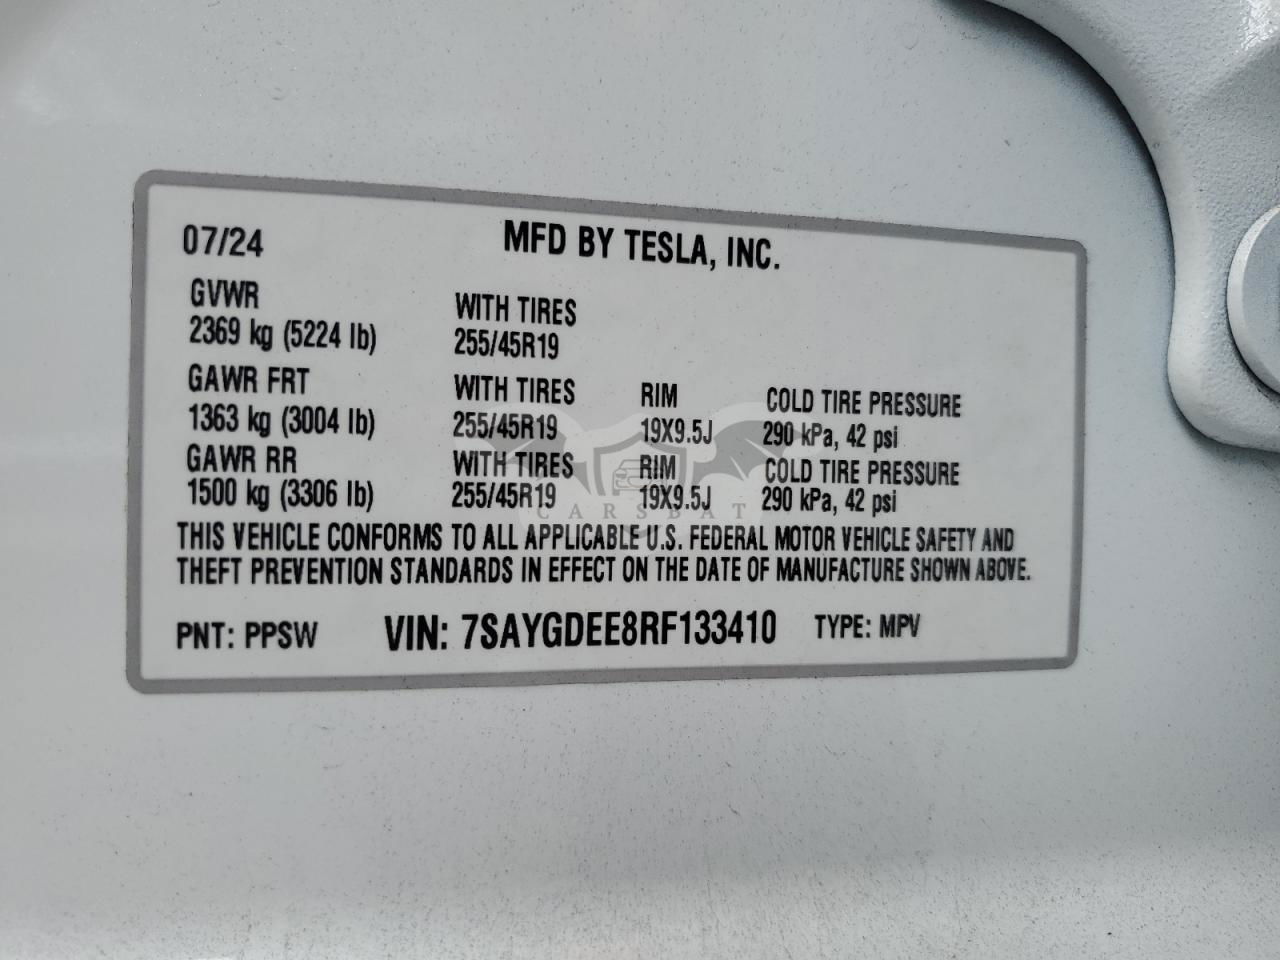 07/24 MFD BY TESLA, INC.
GVWR WITH TIRES
2369 kg (5224 lb) 255/45R19
GAWR FRT WITH TIRES RIM COLD TIRE PRESSURE
1363 kg (3004 lb) 255/45R19 19X9.5J 290 kPa, 42 psi
GAWR RR WITH TIRES RIM COLD TIRE PRESSURE
1500 kg (3306 lb) 255/45R19 19X9.5J 290 kPa, 42 psi
CARSBAT
THIS VEHICLE CONFORMS TO ALL APPLICABLE U.S. FEDERAL MOTOR VEHICLE SAFETY AND
THEFT PREVENTION STANDARDS IN EFFECT ON THE DATE OF MANUFACTURE SHOWN ABOVE.
PNT: PPSW VIN: 7SAYGDEE8RF133410 TYPE: MPV